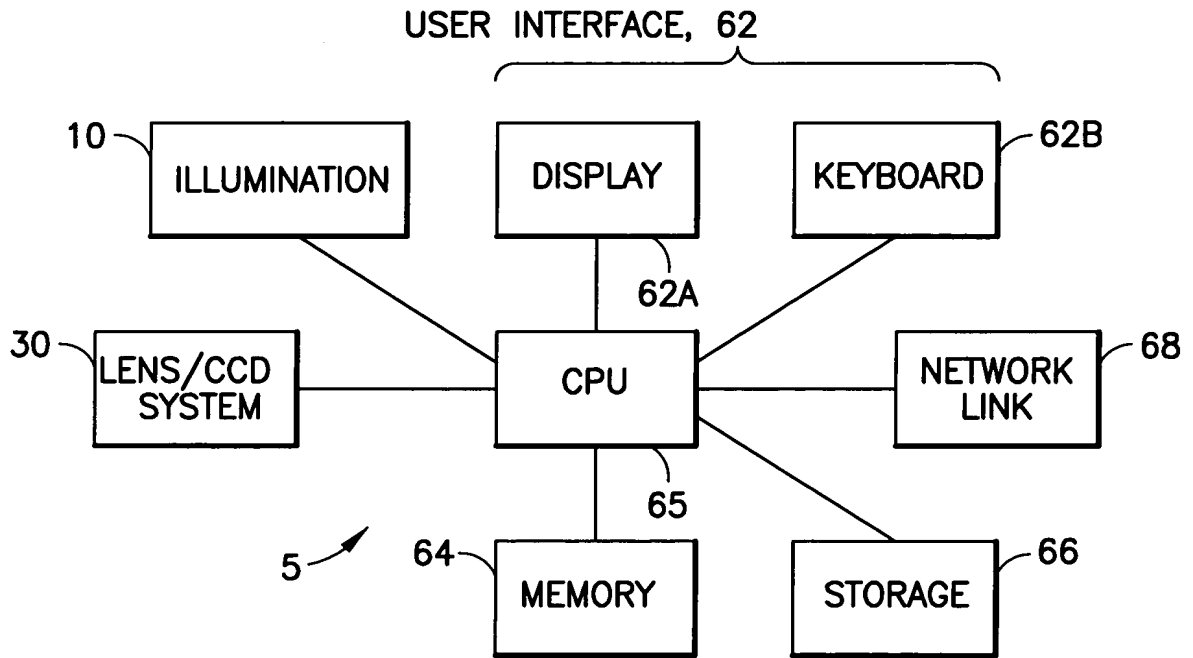 USER INTERFACE, 62
10
ILLUMINATION
DISPLAY
62A
KEYBOARD
62B
30
LENS/CCD
SYSTEM
CPU
65
NETWORK
LINK
68
5
64
MEMORY
STORAGE
66